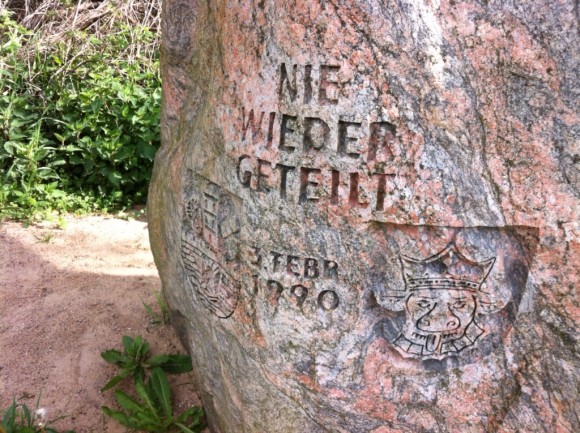 NIE
WIEDER
GETEILT
3.FEBR
1990